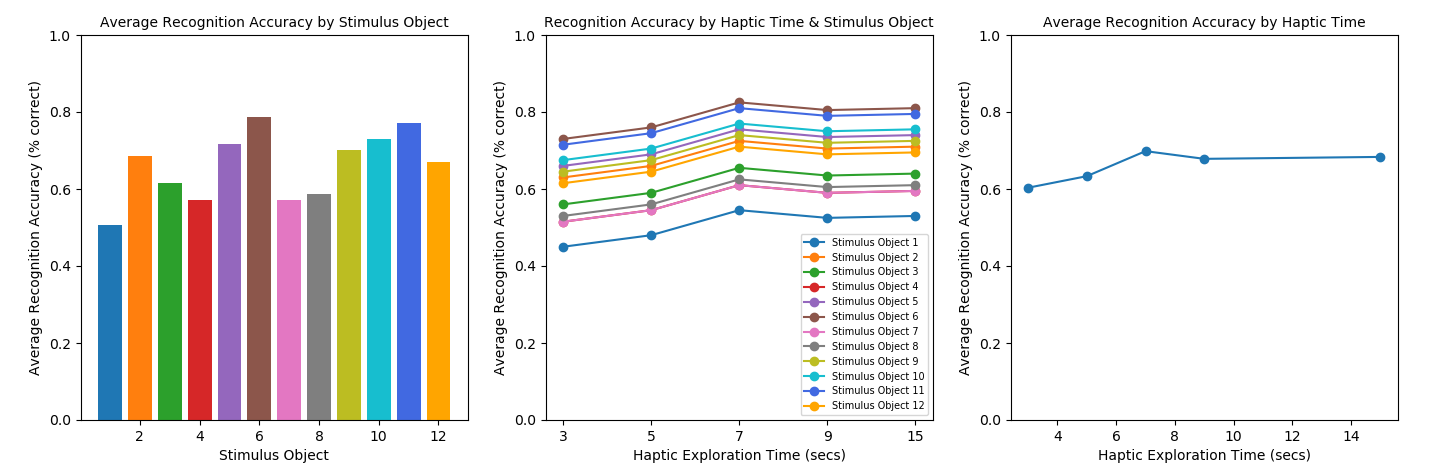 Average Recognition Accuracy by Stimulus Object
Average Recognition Accuracy (% correct)
1.0
0.8
0.6
0.4
0.2
0.0
2 4 6 8 10 12
Stimulus Object
Recognition Accuracy by Haptic Time & Stimulus Object
Average Recognition Accuracy (% correct)
1.0
0.8
0.6
0.4
0.2
0.0
Stimulus Object 1
Stimulus Object 2
Stimulus Object 3
Stimulus Object 4
Stimulus Object 5
Stimulus Object 6
Stimulus Object 7
Stimulus Object 8
Stimulus Object 9
Stimulus Object 10
Stimulus Object 11
Stimulus Object 12
3 5 7 9 15
Haptic Exploration Time (secs)
Average Recognition Accuracy by Haptic Time
Average Recognition Accuracy (% correct)
1.0
0.8
0.6
0.4
0.2
0.0
4 6 8 10 12 14
Haptic Exploration Time (secs)